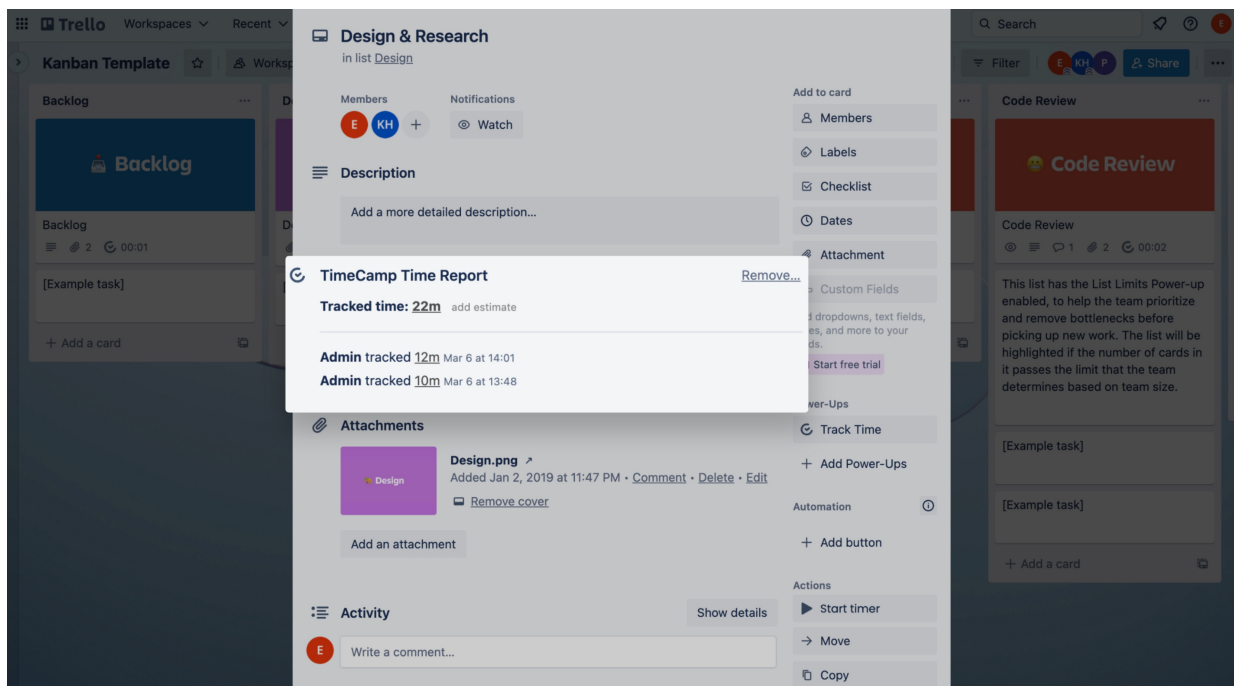 Trello
Workspaces
Recent
Search
E
Kanban Template
Worksp
Filter
E
KH
P
Share
Backlog
Backlog
Backlog
2
00:01
[Example task]
+ Add a card
Design & Research
in list Design
Members
Notifications
E
KH
+
Watch
Description
Add a more detailed description...
TimeCamp Time Report
Remove...
Tracked time: 22m add estimate
Admin tracked 12m Mar 6 at 14:01
Admin tracked 10m Mar 6 at 13:48
Attachments
Design
Design.png ↗
Added Jan 2, 2019 at 11:47 PM • Comment • Delete • Edit
Remove cover
Add an attachment
Activity
Show details
E
Write a comment...
Add to card
Members
Labels
Checklist
Dates
Attachment
Custom Fields
dropdowns, text fields,
and more to your
Start free trial
Track Time
+ Add Power-Ups
Automation
+ Add button
Actions
Start timer
Move
Copy
Code Review
Code Review
Code Review
1
2
00:02
This list has the List Limits Power-up
enabled, to help the team prioritize
and remove bottlenecks before
picking up new work. The list will be
highlighted if the number of cards in
it passes the limit that the team
determines based on team size.
[Example task]
[Example task]
+ Add a card